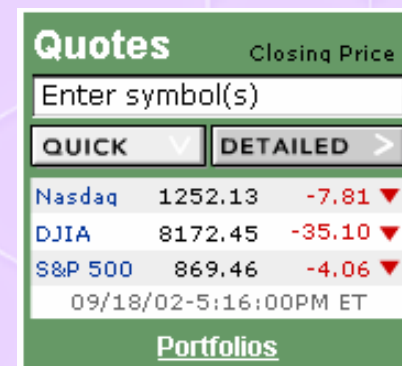 Quotes Closing Price
Enter symbol(s)
QUICK DETAILED
Nasdaq 1252.13 -7.81
DJIA 8172.45 -35.10
S&P 500 869.46 -4.06
09/18/02-5:16:00PM ET
Portfolios